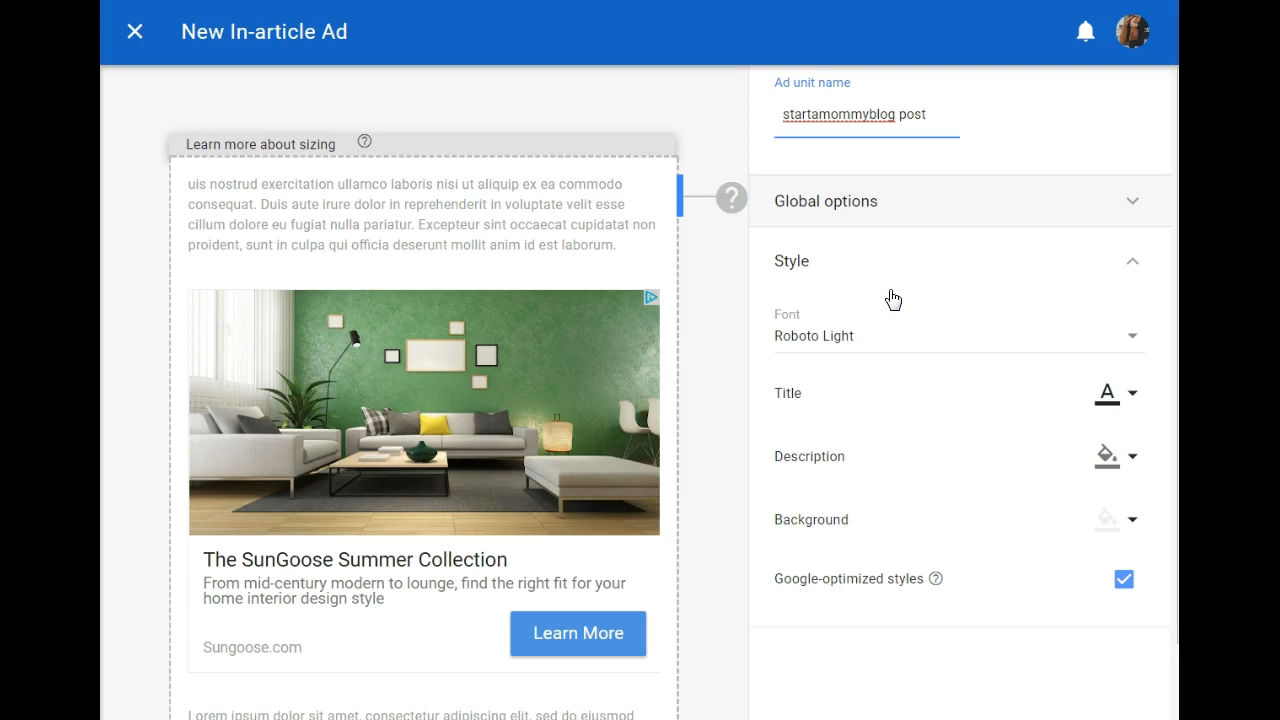 New In-article Ad
Ad unit name
startamommyblog post
Learn more about sizing
uis nostrud exercitation ullamco laboris nisi ut aliquip ex ea commodo
consequat. Duis aute irure dolor in reprehenderit in voluptate velit esse
cillum dolore eu fugiat nulla pariatur. Excepteur sint occaecat cupidatat non
proident, sunt in culpa qui officia deserunt mollit anim id est laborum.
Global options
Style
Font
Roboto Light
Title
A
Description
Background
Google-optimized styles
The SunGoose Summer Collection
From mid-century modern to lounge, find the right fit for your
home interior design style
Sungoose.com
Learn More
Lorem ipsum dolor sit amet, consectetur adipiscing elit, sed do eiusmod